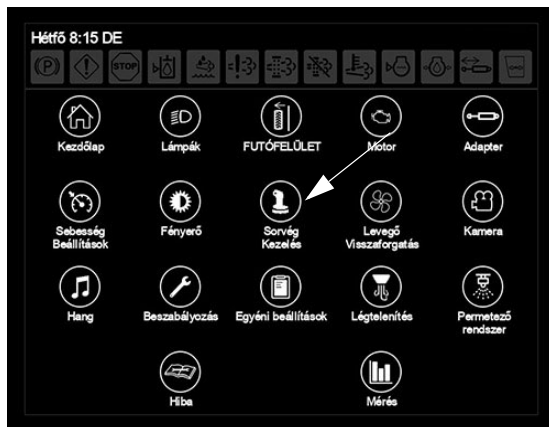 Hétfő 8:15 DE
(P) STOP
Kezdőlap Lámpák FUTÓFELÜLET Motor Adapter
Sebesség Fényerő Sorvég Levegő Kamera
Beállítások Kezelés Visszaforgatás
Hang Beszabályozás Egyéni beállítások Légtelenítés Permetező
rendszer
Hiba Mérés